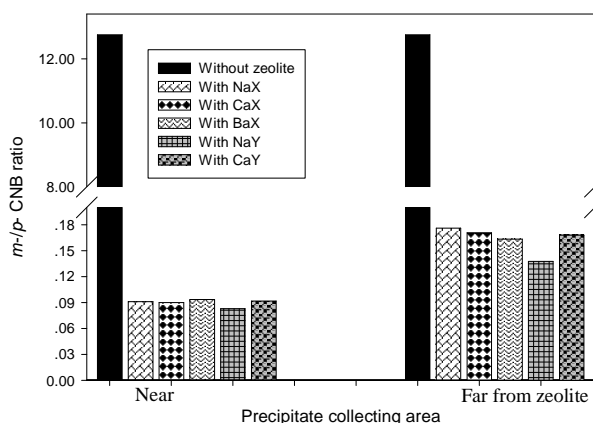 12.00
10.00
8.00
.18
.15
.12
.09
.06
.03
0.00
m-/p- CNB ratio
Without zeolite
With NaX
With CaX
With BaX
With NaY
With CaY
Near
Far from zeolite
Precipitate collecting area